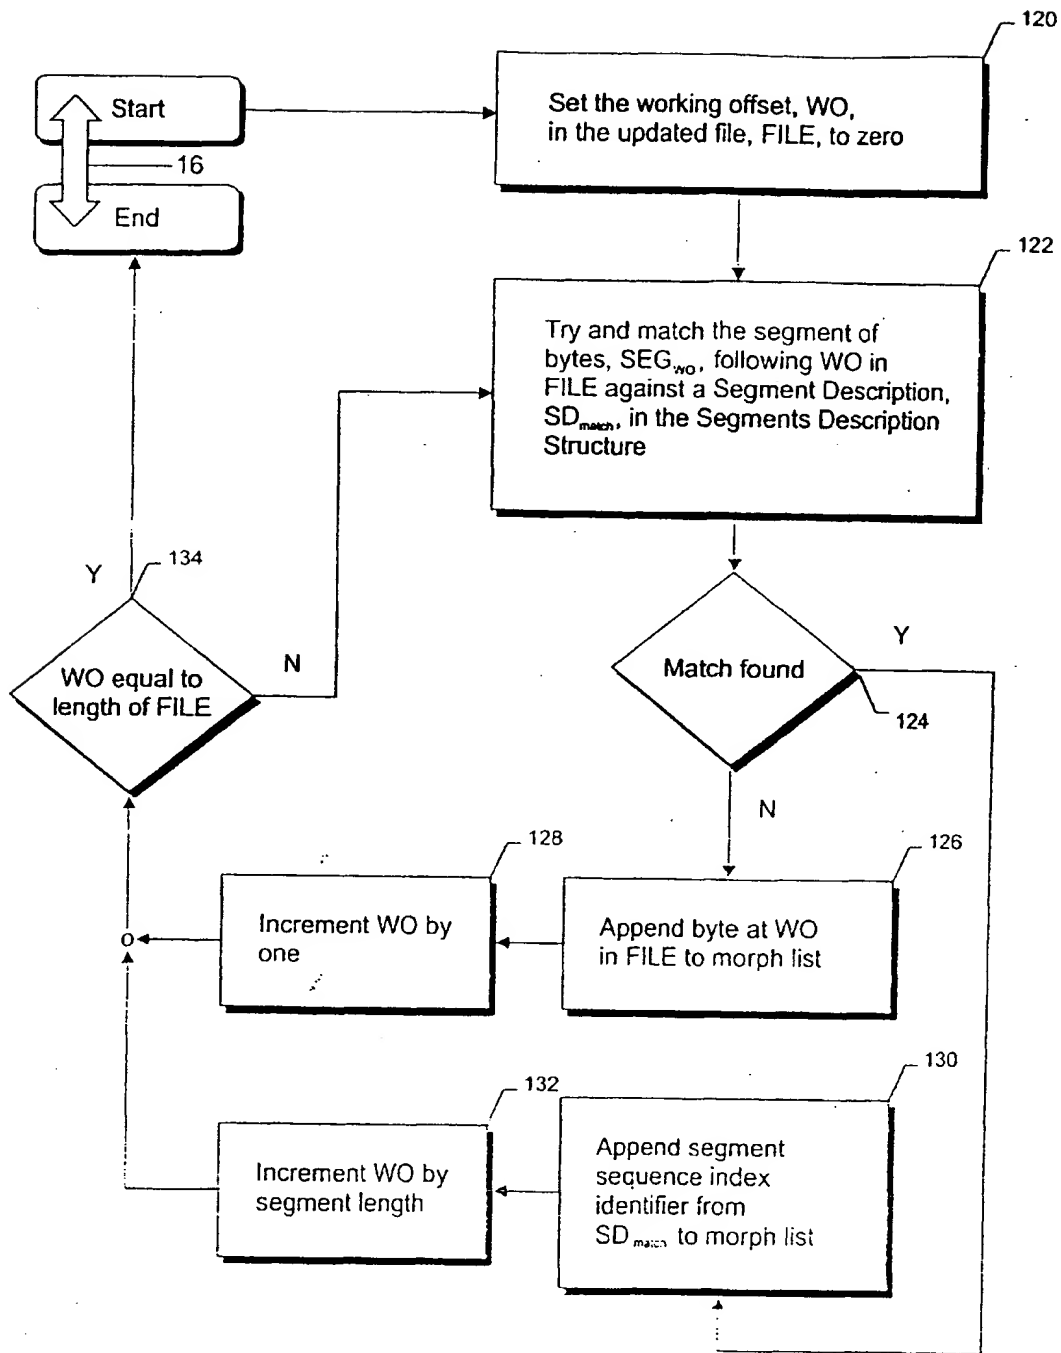 120
Start
Set the working offset, WO,
in the updated file, FILE, to zero
16
End
122
Try and match the segment of
bytes, SEGWO, following WO in
FILE against a Segment Description,
SDmatch, in the Segments Description
Structure
134
Y
WO equal to
length of FILE
N
Match found
Y
124
N
128
126
Increment WO by
one
Append byte at WO
in FILE to morph list
o
132
130
Increment WO by
segment length
Append segment
sequence index
identifier from
SDmatch to morph list